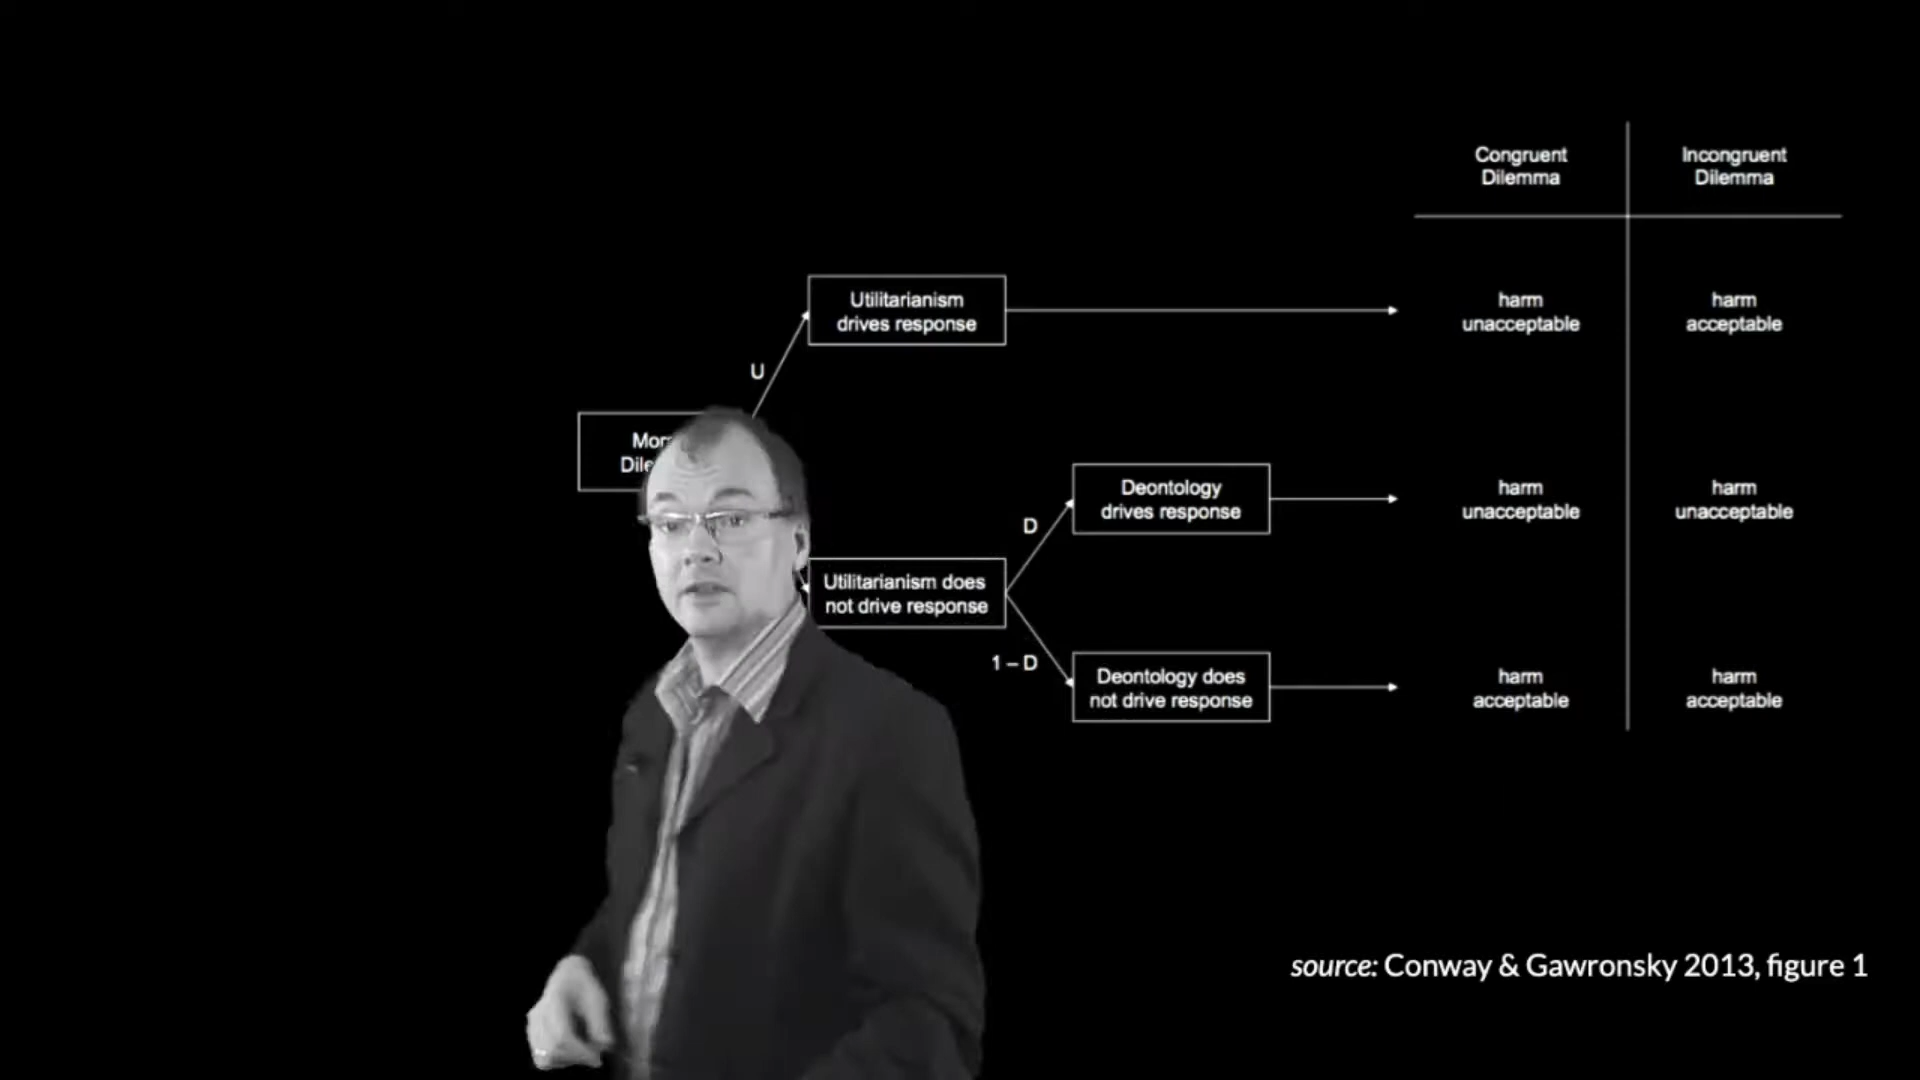 Congruent
Dilemma
Incongruent
Dilemma
Utilitarianism
drives response
harm
unacceptable
harm
acceptable
U
Deontology
drives response
harm
unacceptable
harm
unacceptable
D
Utilitarianism does
not drive response
1 – D
Deontology does
not drive response
harm
acceptable
harm
acceptable
source: Conway & Gawronsky 2013, figure 1